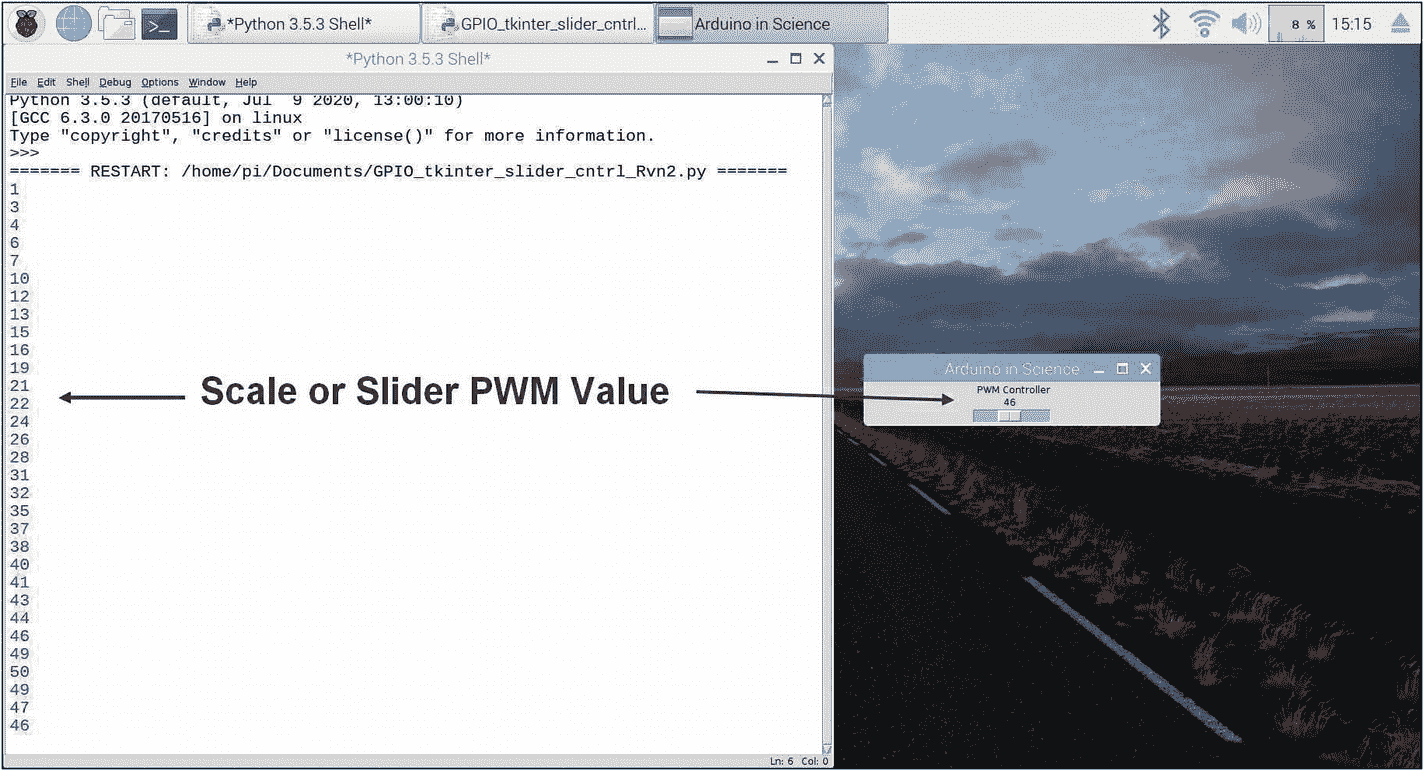 *Python 3.5.3 Shell*
GPIO_tkinter_slider_cntrl...
Arduino in Science
8 %
15:15
*Python 3.5.3 Shell*
File Edit Shell Debug Options Window Help
Python 3.5.3 (default, Jul  9 2020, 13:00:10)
[GCC 6.3.0 20170516] on linux
Type "copyright", "credits" or "license()" for more information.
>>>
======= RESTART: /home/pi/Documents/GPIO_tkinter_slider_cntrl_Rvn2.py =======
1
3
4
6
7
10
12
13
15
16
19
21
22
24
26
28
31
32
35
37
38
40
41
43
44
46
49
50
49
47
46
Scale or Slider PWM Value
Arduino in Science
PWM Controller
46
Ln: 6 Col: 0